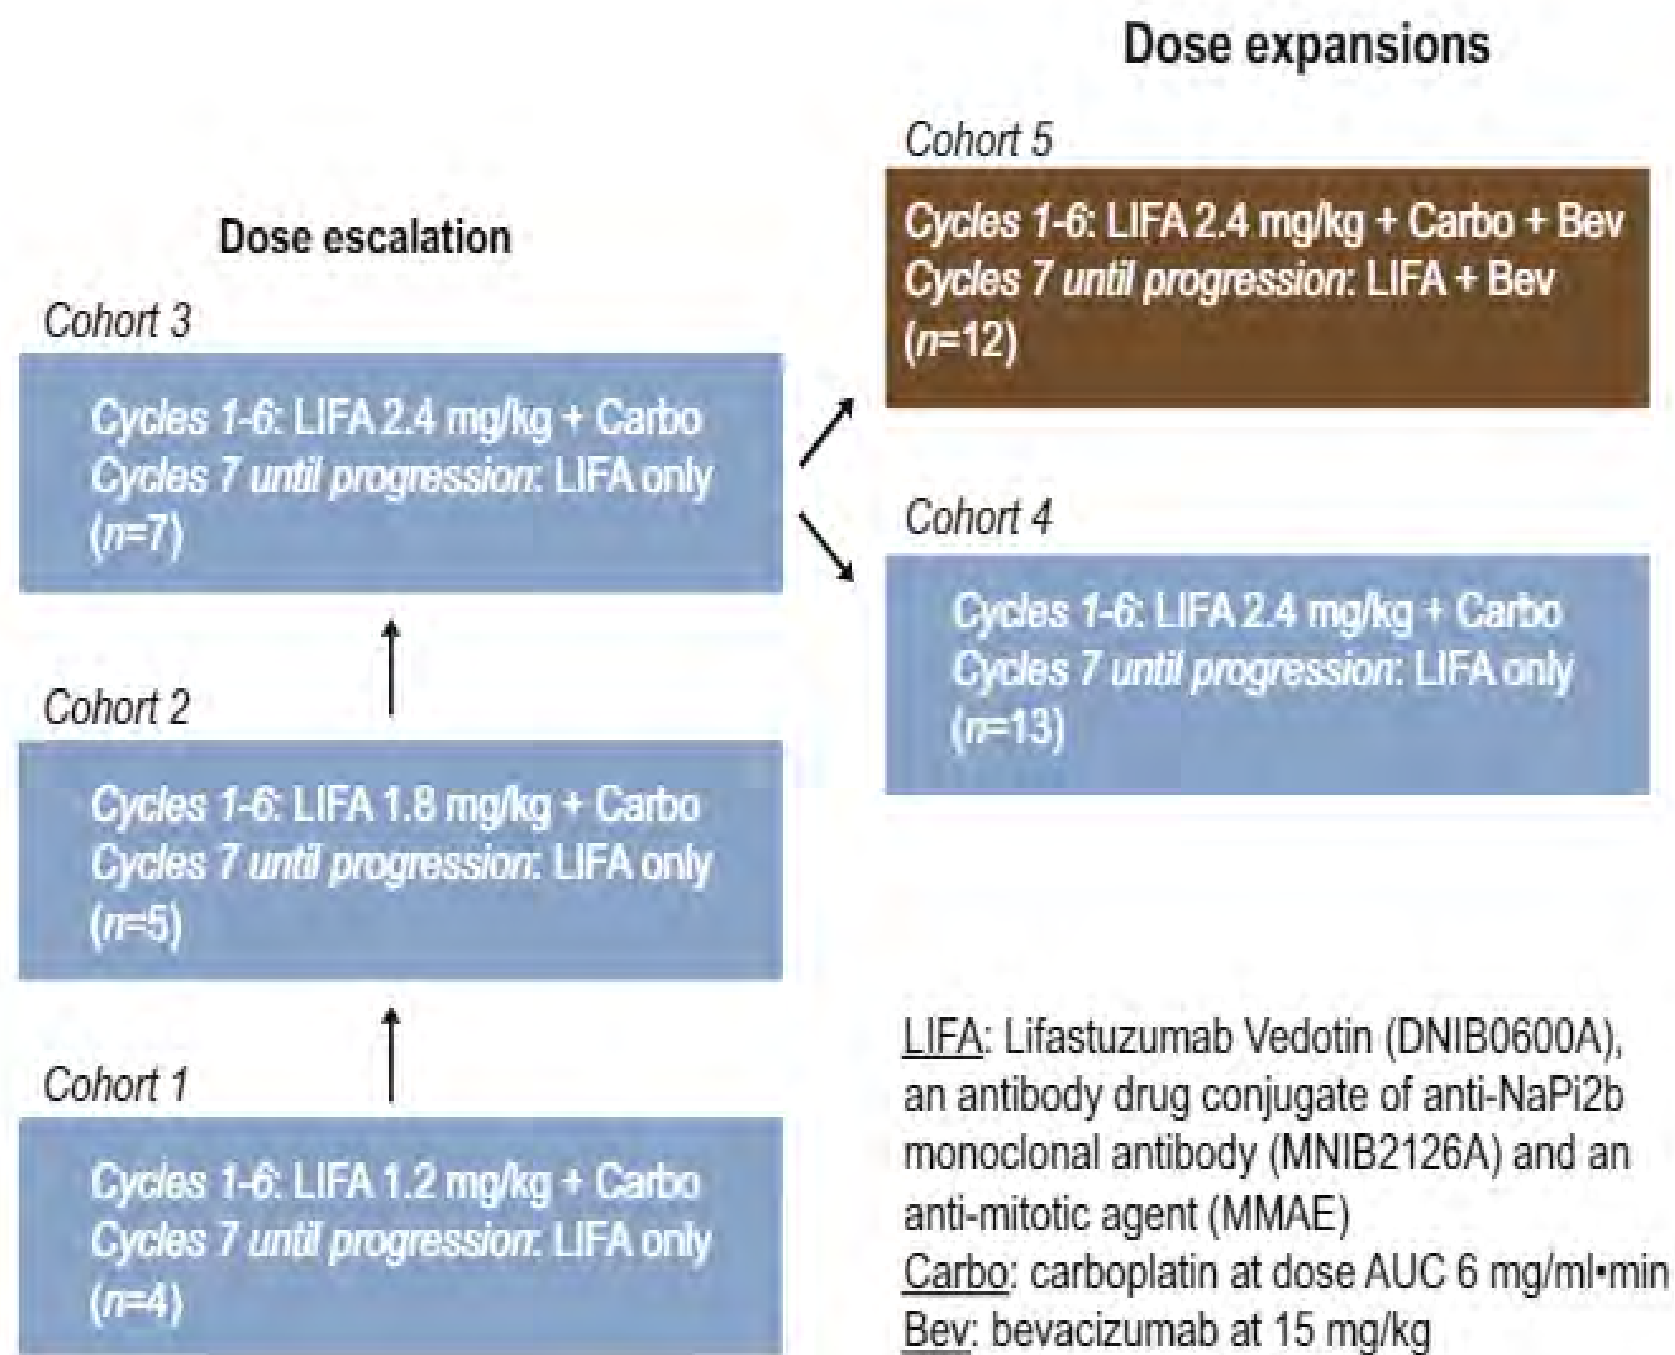 Dose escalation
Cohort 3
Cycles 1-6: LIFA 2.4 mg/kg + Carbo
Cycles 7 until progression: LIFA only
(n=7)
Cohort 2
Cycles 1-6: LIFA 1.8 mg/kg + Carbo
Cycles 7 until progression: LIFA only
(n=5)
Cohort 1
Cycles 1-6: LIFA 1.2 mg/kg + Carbo
Cycles 7 until progression: LIFA only
(n=4)
Dose expansions
Cohort 5
Cycles 1-6: LIFA 2.4 mg/kg + Carbo + Bev
Cycles 7 until progression: LIFA + Bev
(n=12)
Cohort 4
Cycles 1-6: LIFA 2.4 mg/kg + Carbo
Cycles 7 until progression: LIFA only
(n=13)
LIFA: Lifastuzumab Vedotin (DNIB0600A),
an antibody drug conjugate of anti-NaPi2b
monoclonal antibody (MNIB2126A) and an
anti-mitotic agent (MMAE)
Carbo: carboplatin at dose AUC 6 mg/ml•min
Bev: bevacizumab at 15 mg/kg